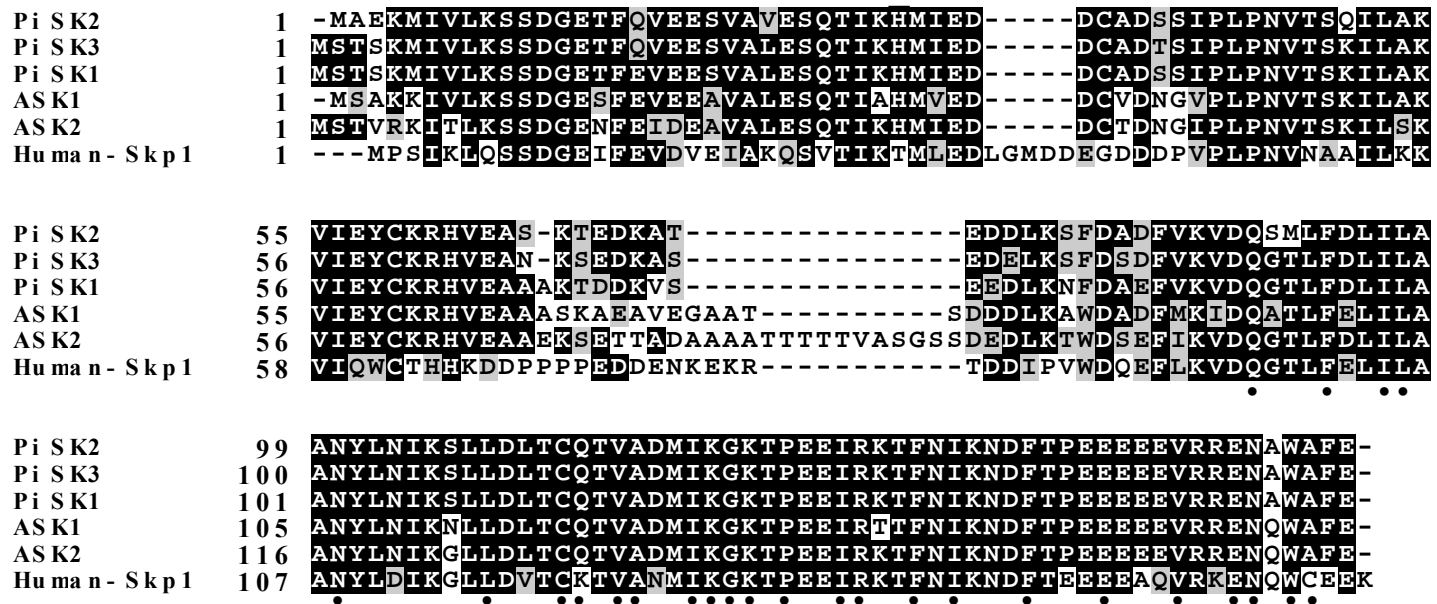 PiSK2 1 -MAEKMIVLKSSDGETFQVEESVAVESQTIKHMIED-----DCADSSIPLPNVTSQILAK
PiSK3 1 MSTSKMIVLKSSDGETFQVEESVALESQTIKHMIED-----DCADTSIPLPNVTSKILAK
PiSK1 1 MSTSKMIVLKSSDGETFEVEESVALESQTIKHMIED-----DCADSSIPLPNVTSKILAK
ASK1 1 -MSAKKIVLKSSDGESFEVEEAVALESQTIAHMVED-----DCVDNGVPLPNVTSKILAK
ASK2 1 MSTVRKITLKSSDGENFEIDEAVALESQTIKHMIED-----DCTDNGIPLPNVTSKILSK
Human-Skp1 1 ---MPSIKLQSSDGEIFEVDVEIAKQSVTIKTMLEDLGMDDEGDDDPVPLPNVNAAILKK
PiSK2 55 VIEYCKRHVEAS-KTEDKAT---------------EDDLKSFDADFVKVDQSMLFDLILA
PiSK3 56 VIEYCKRHVEAN-KSEDKAS---------------EDELKSFDSDFVKVDQGTLFDLILA
PiSK1 56 VIEYCKRHVEAAAKTDDKVS---------------EEDLKNFDAEFVKVDQGTLFDLILA
ASK1 55 VIEYCKRHVEAAASKAEAVEGAAT----------SDDDLKAWDADFMKIDQATLFELILA
ASK2 56 VIEYCKRHVEAAEKSETTADAAAATTTTTVASGSSDEDLKTWDSEFIKVDQGTLFDLILA
Human-Skp1 58 VIQWCTHHKDDPPPPEDDENKEKR-----------TDDIPVWDQEFLKVDQGTLFELILA
• • • •
PiSK2 99 ANYLNIKSLLDLTCQTVADMIKGKTPEEIRKTFNIKNDFTPEEEEEVRRENAWAFE-
PiSK3 100 ANYLNIKSLLDLTCQTVADMIKGKTPEEIRKTFNIKNDFTPEEEEEVRRENAWAFE-
PiSK1 101 ANYLNIKSLLDLTCQTVADMIKGKTPEEIRKTFNIKNDFTPEEEEEVRRENAWAFE-
ASK1 105 ANYLNIKNLLDLTCQTVADMIKGKTPEEIRTTFNIKNDFTPEEEEEVRRENQWAFE-
ASK2 116 ANYLNIKGLLDLTCQTVADMIKGKTPEEIRKTFNIKNDFTPEEEEEVRRENQWAFE-
Human-Skp1 107 ANYLDIKGLLDVTCKTVANMIKGKTPEEIRKTFNIKNDFTEEEEAQVRKENQWCEEK
• • • • • • • • • • • • • • • • • • • • • •